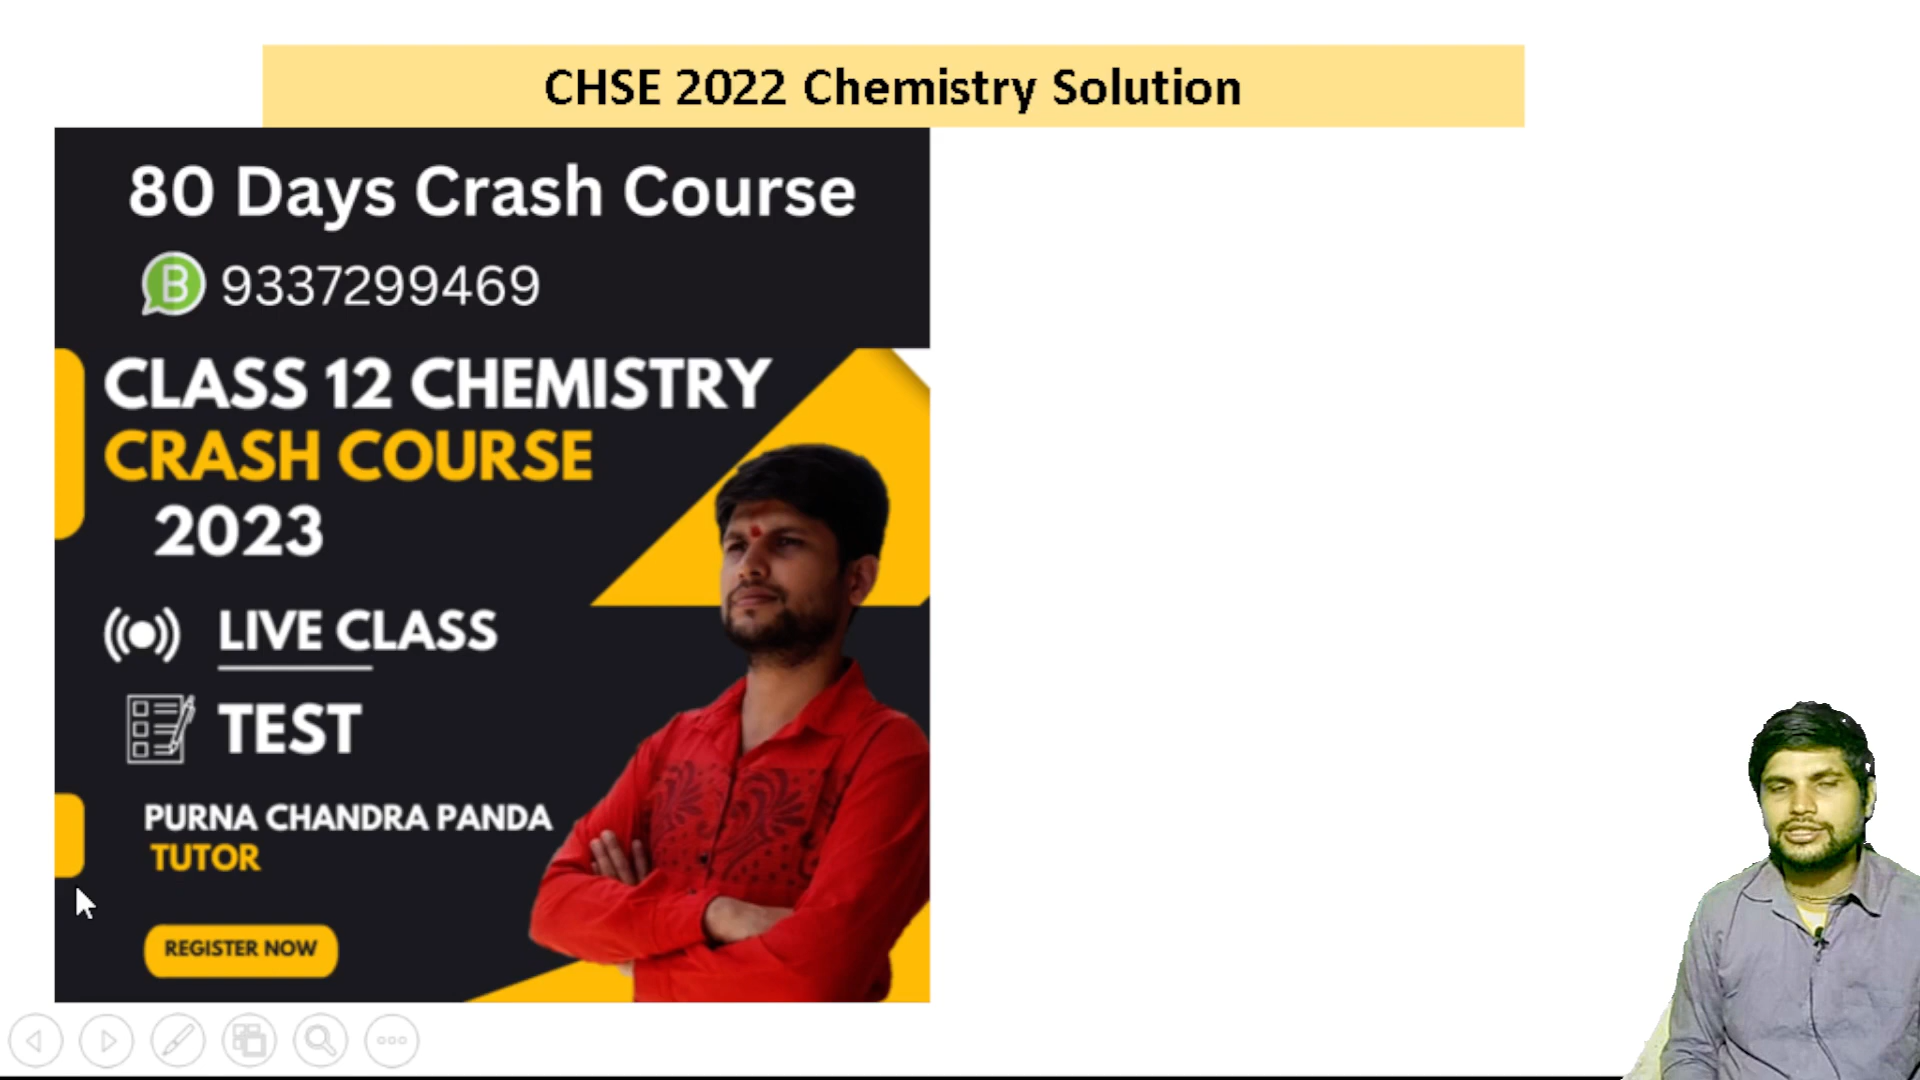 CHSE 2022 Chemistry Solution
80 Days Crash Course
9337299469
CLASS 12 CHEMISTRY
CRASH COURSE
2023
LIVE CLASS
TEST
PURNA CHANDRA PANDA
TUTOR
REGISTER NOW